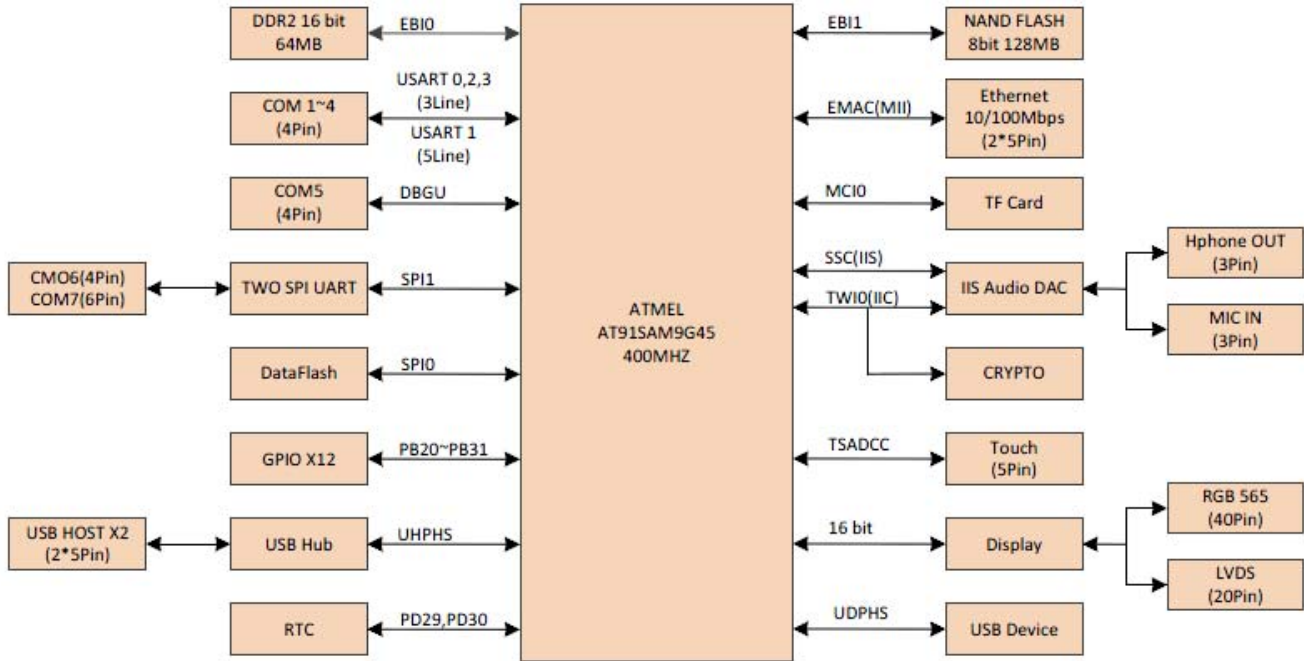 DDR2 16 bit
64MB
EBI0
COM 1~4
(4Pin)
USART 0,2,3
(3Line)
USART 1
(5Line)
COM5
(4Pin)
DBGU
CMO6(4Pin)
COM7(6Pin)
TWO SPI UART
SPI1
DataFlash
SPI0
GPIO X12
PB20~PB31
USB HOST X2
(2*5Pin)
USB Hub
UHPHS
RTC
PD29,PD30
ATMEL
AT91SAM9G45
400MHZ
EBI1
NAND FLASH
8bit 128MB
EMAC(MII)
Ethernet
10/100Mbps
(2*5Pin)
MCI0
TF Card
SSC(IIS)
TWI0(IIC)
IIS Audio DAC
Hphone OUT
(3Pin)
MIC IN
(3Pin)
CRYPTO
TSADCC
Touch
(5Pin)
16 bit
Display
RGB 565
(40Pin)
LVDS
(20Pin)
UDPHS
USB Device